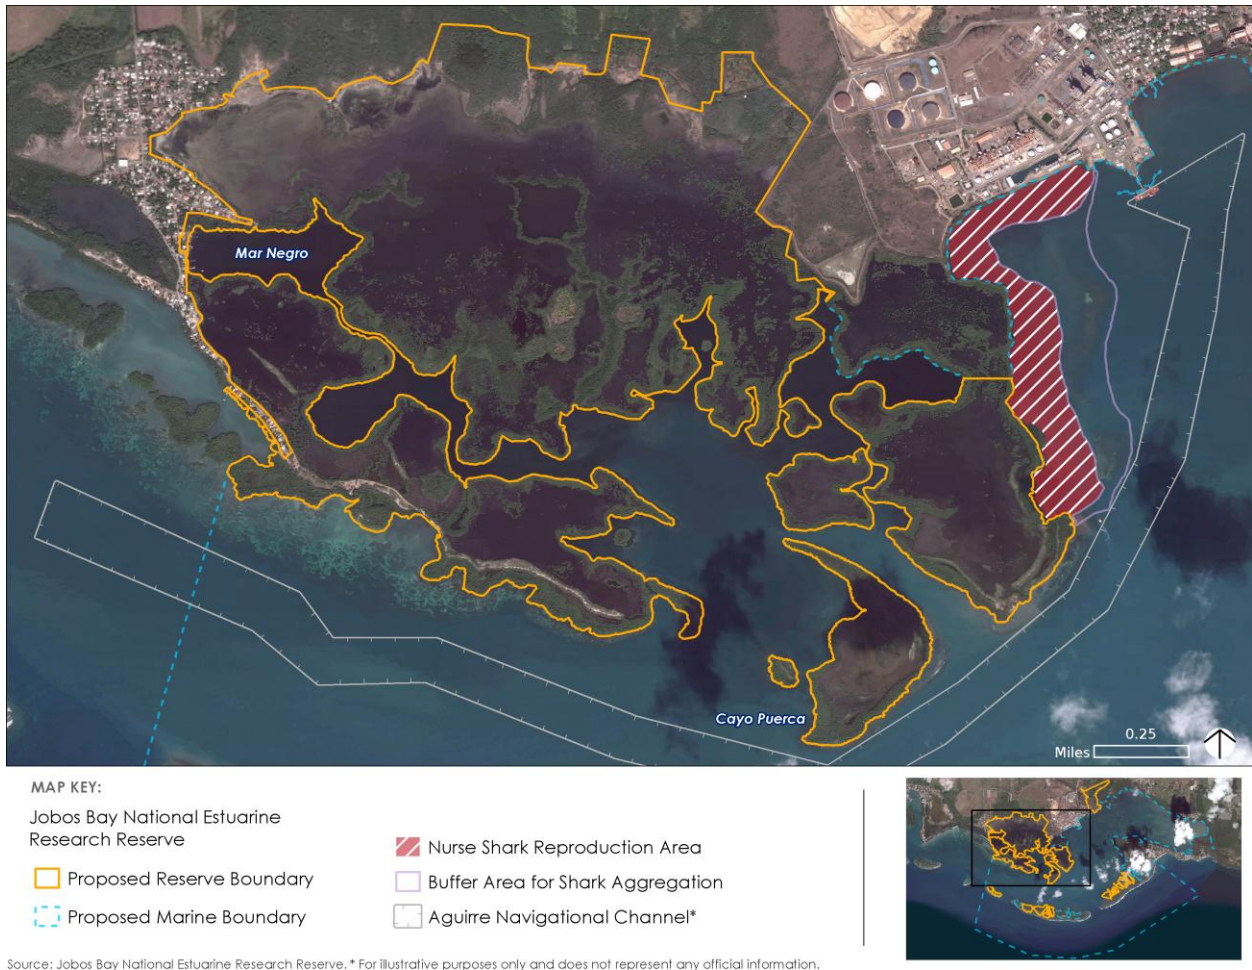 Mar Negro
Cayo Puerca
0.25
Miles
MAP KEY:
Jobos Bay National Estuarine
Research Reserve
Proposed Reserve Boundary
Proposed Marine Boundary
Nurse Shark Reproduction Area
Buffer Area for Shark Aggregation
Aguirre Navigational Channel*
Source: Jobos Bay National Estuarine Research Reserve. * For illustrative purposes only and does not represent any official information.